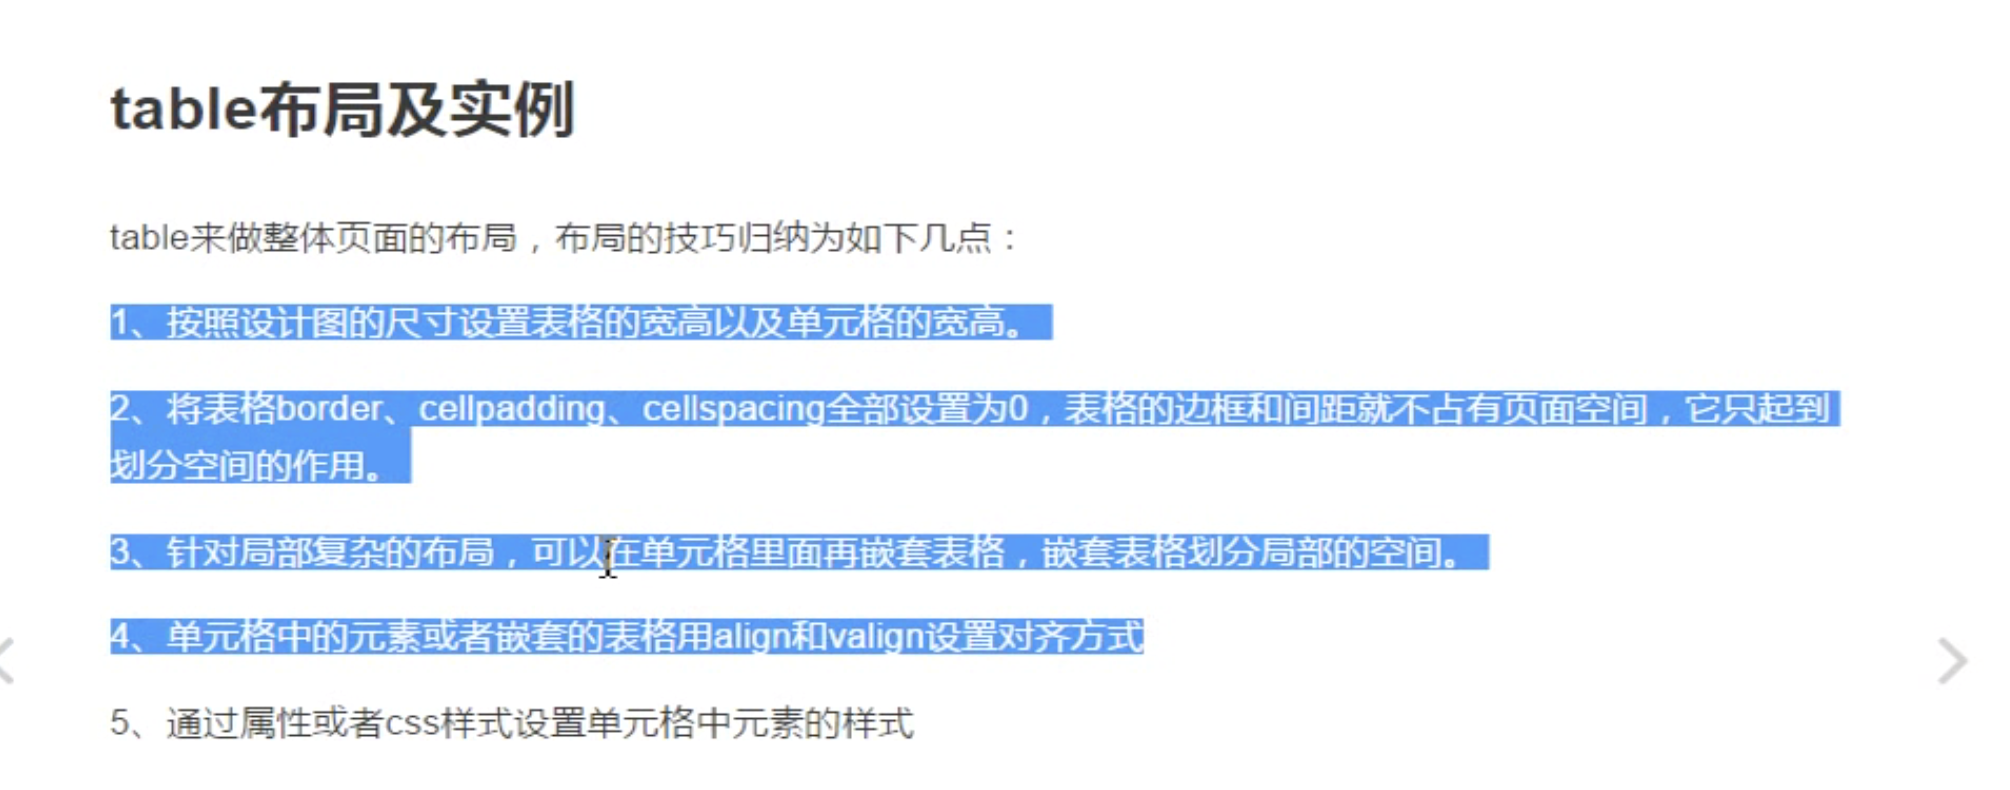 table布局及实例
table来做整体页面的布局，布局的技巧归纳为如下几点：
1、按照设计图的尺寸设置表格的宽高以及单元格的宽高。
2、将表格border、cellpadding、cellspacing全部设置为0，表格的边框和间距就不占有页面空间，它只起到
划分空间的作用。
3、针对局部复杂的布局，可以在单元格里面再嵌套表格，嵌套表格划分局部的空间。
4、单元格中的元素或者嵌套的表格用align和valign设置对齐方式
5、通过属性或者css样式设置单元格中元素的样式